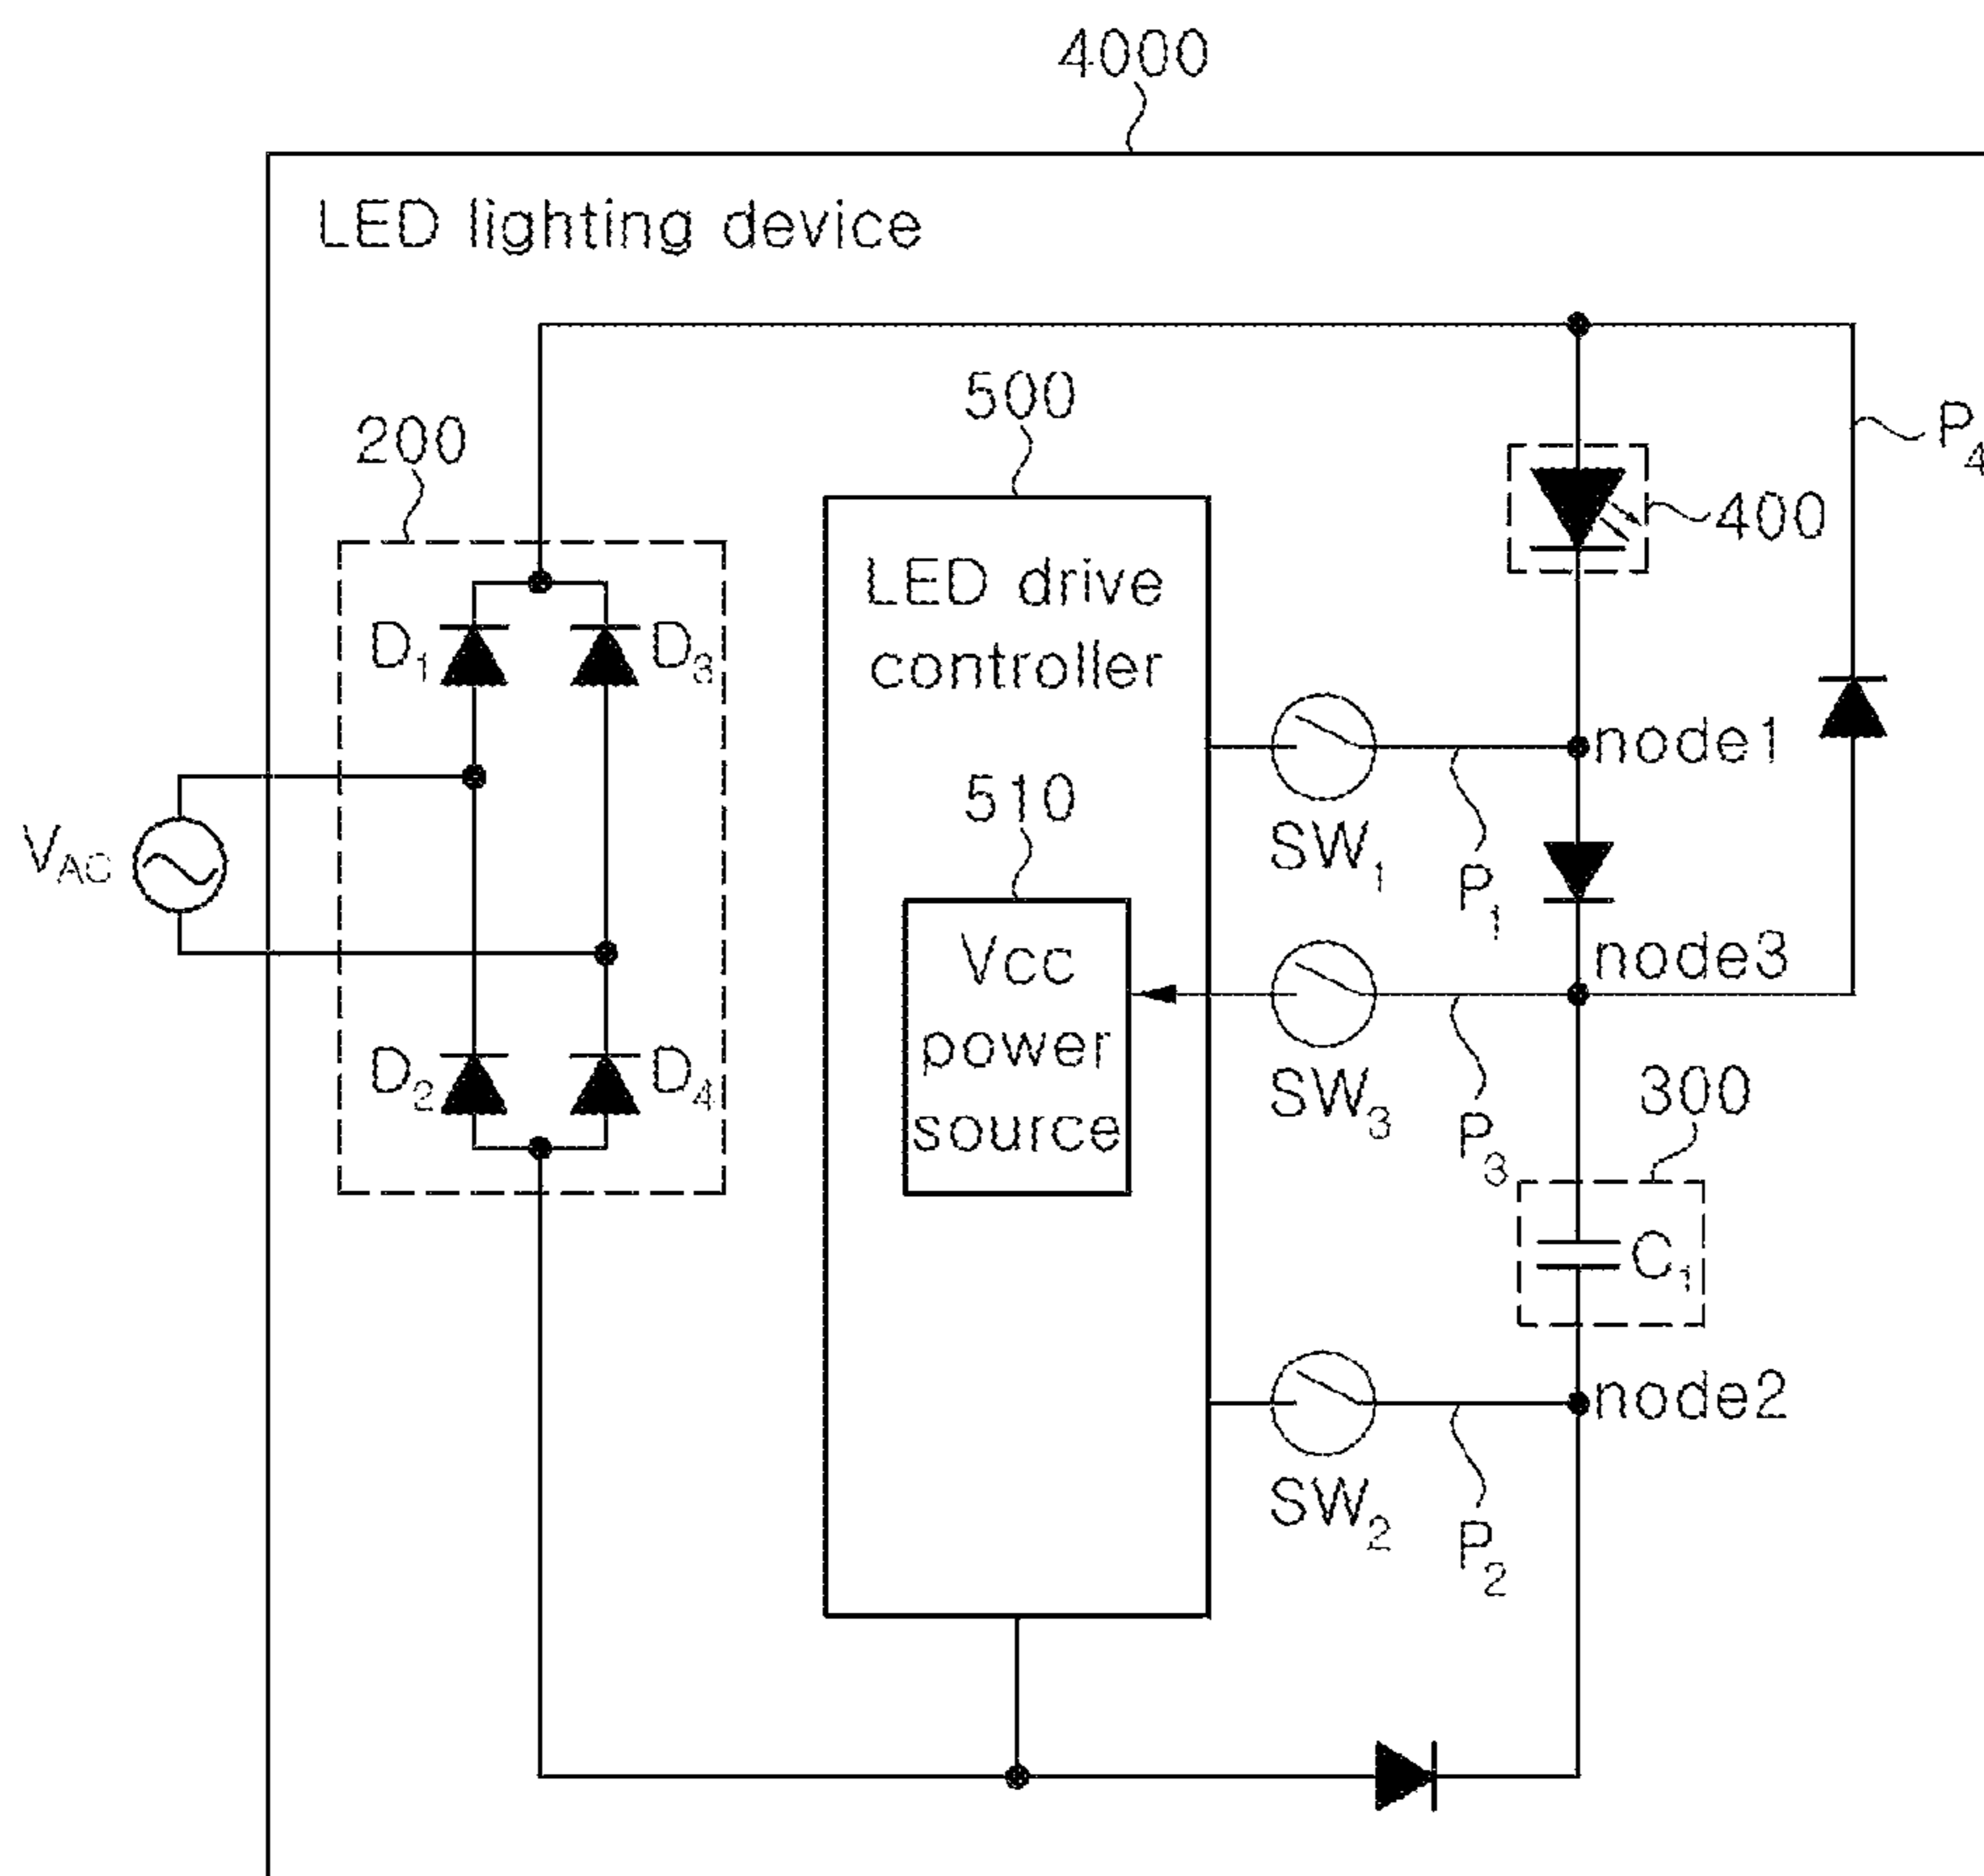 4000
LED lighting device
500
P4
200
400
LED drive
controller
D1
D3
node1
510
VAC
SW1
P1
Vcc
power
source
node3
D2
D4
SW3
P3
300
C1
node2
SW2
P2